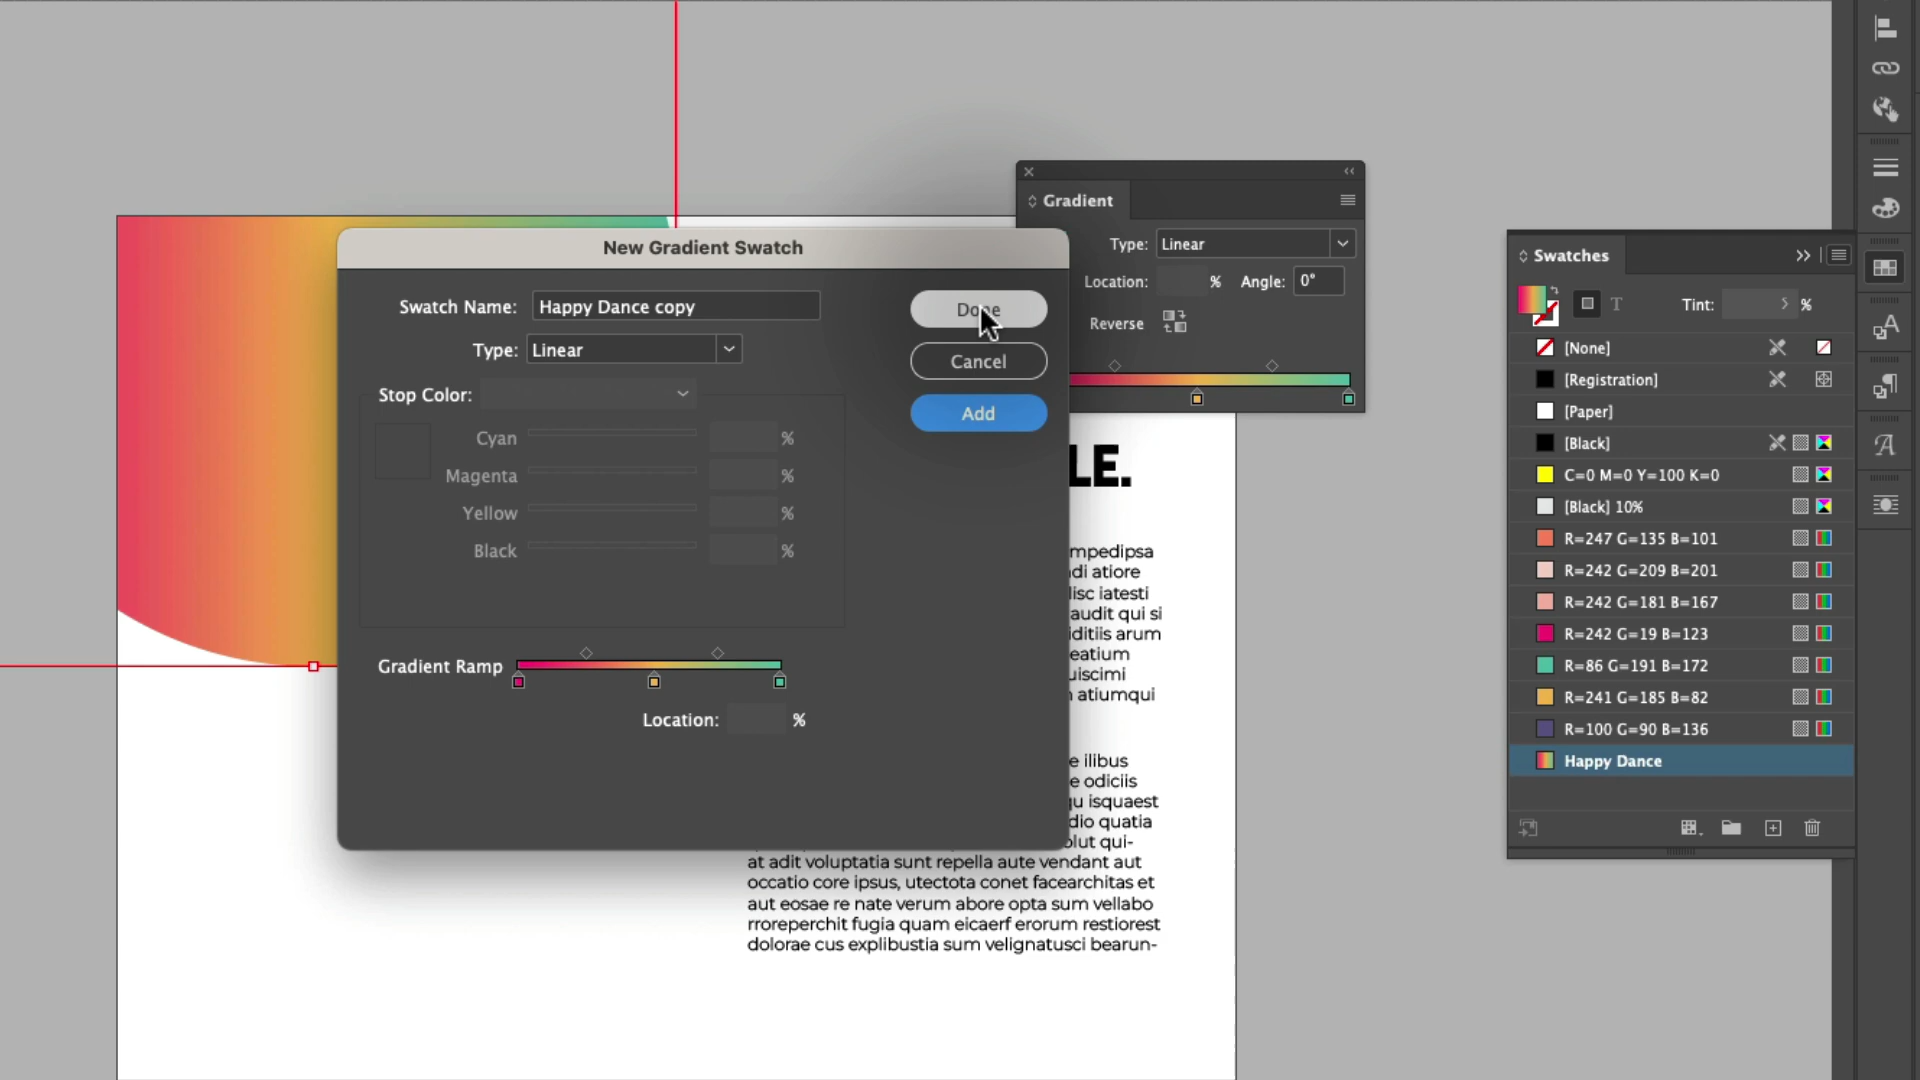 New Gradient Swatch
Swatch Name: Happy Dance copy
Type: Linear
Stop Color:
Cyan %
Magenta %
Yellow %
Black %
Gradient Ramp
Location: %
Done
Cancel
Add
Gradient
Type: Linear
Location: % Angle: 0°
Reverse
Swatches
T Tint: %
[None]
[Registration]
[Paper]
[Black]
C=0 M=0 Y=100 K=0
[Black] 10%
R=247 G=135 B=101
R=242 G=209 B=201
R=242 G=181 B=167
R=242 G=19 B=123
R=86 G=191 B=172
R=241 G=185 B=82
R=100 G=90 B=136
Happy Dance
LE.
mpedipsa
di atiore
lisc iatesti
audit qui si
iditiis arum
eatium
uiscimi
atiumqui
e ilibus
e odiciis
qu isquaest
dio quatia
olut qui-
at adit voluptatia sunt repella aute vendant aut
occatio core ipsus, utectota conet facearchitas et
aut eosae re nate verum abore opta sum vellabo
rroreperchit fugia quam eicaerf erorum restiorest
dolorae cus explibustia sum velignatusci bearun-